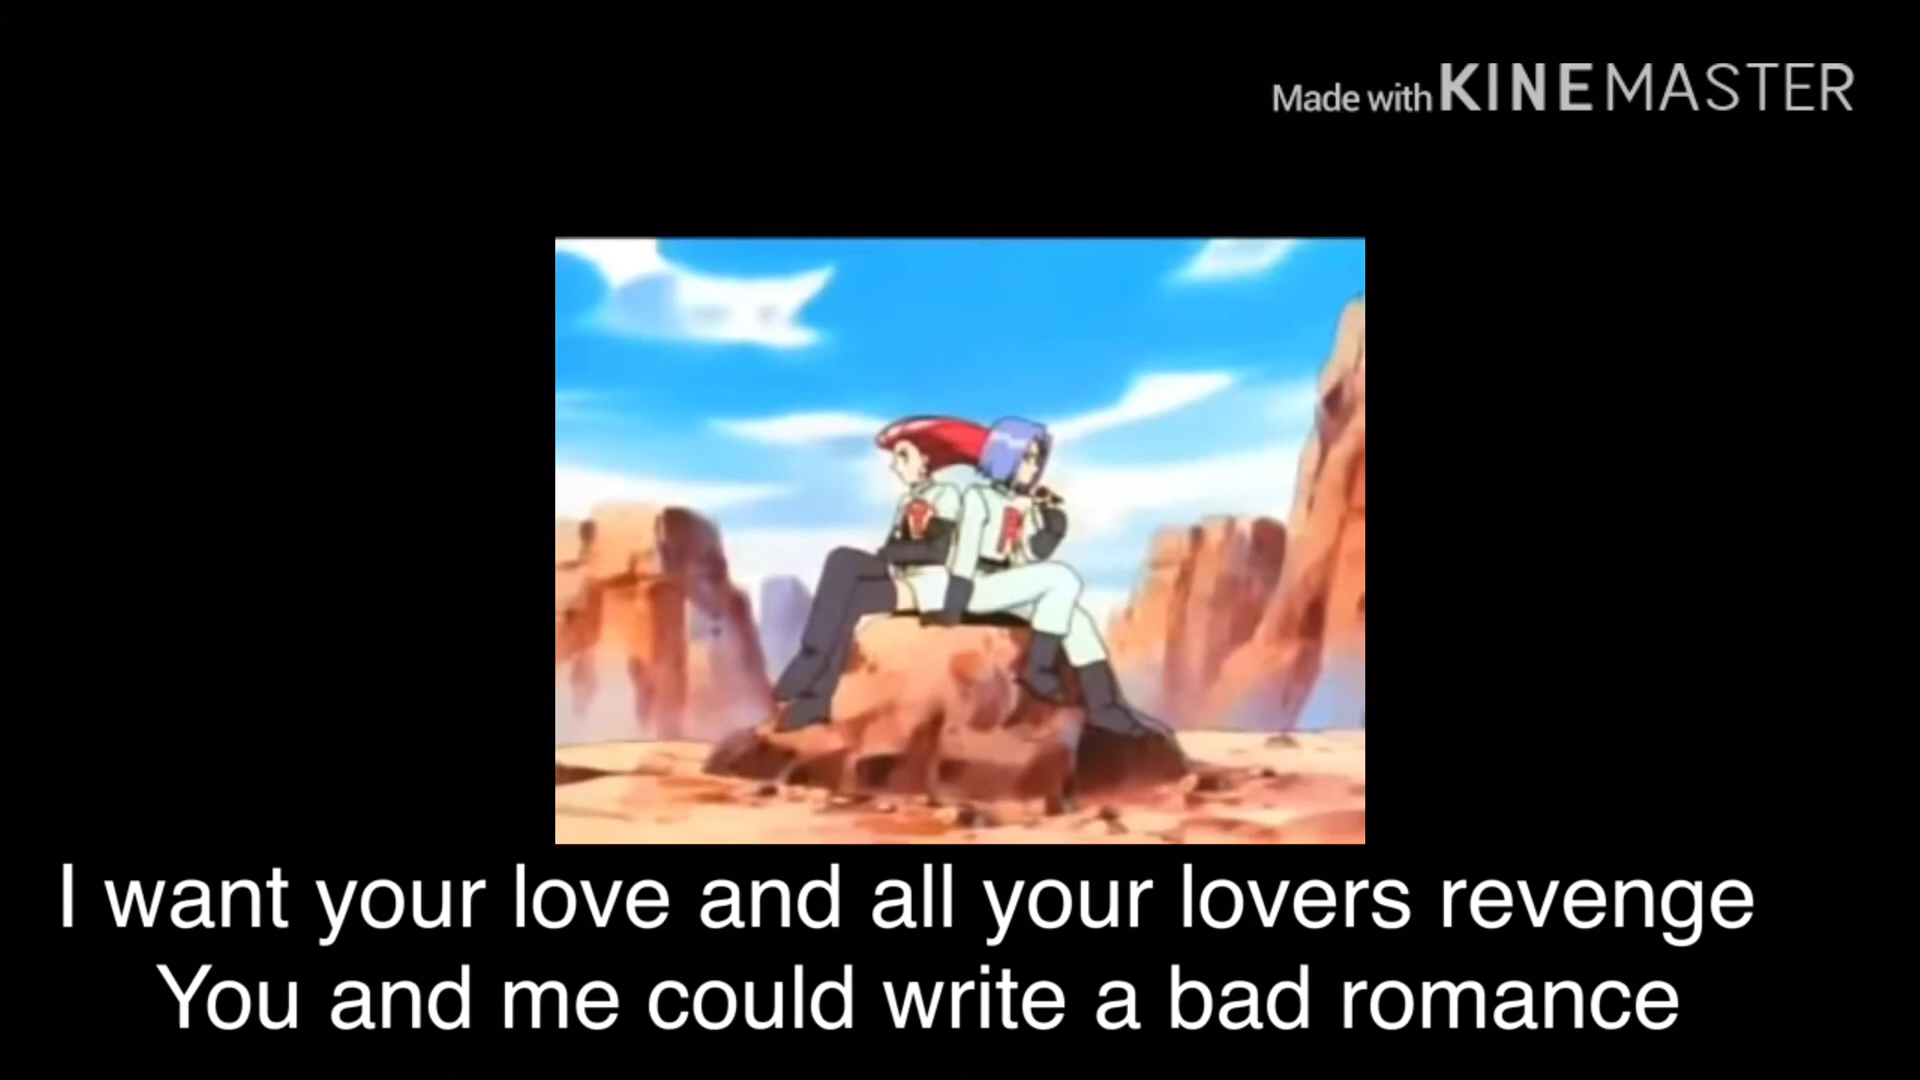 Made with KINEMASTER
R
I want your love and all your lovers revenge
You and me could write a bad romance